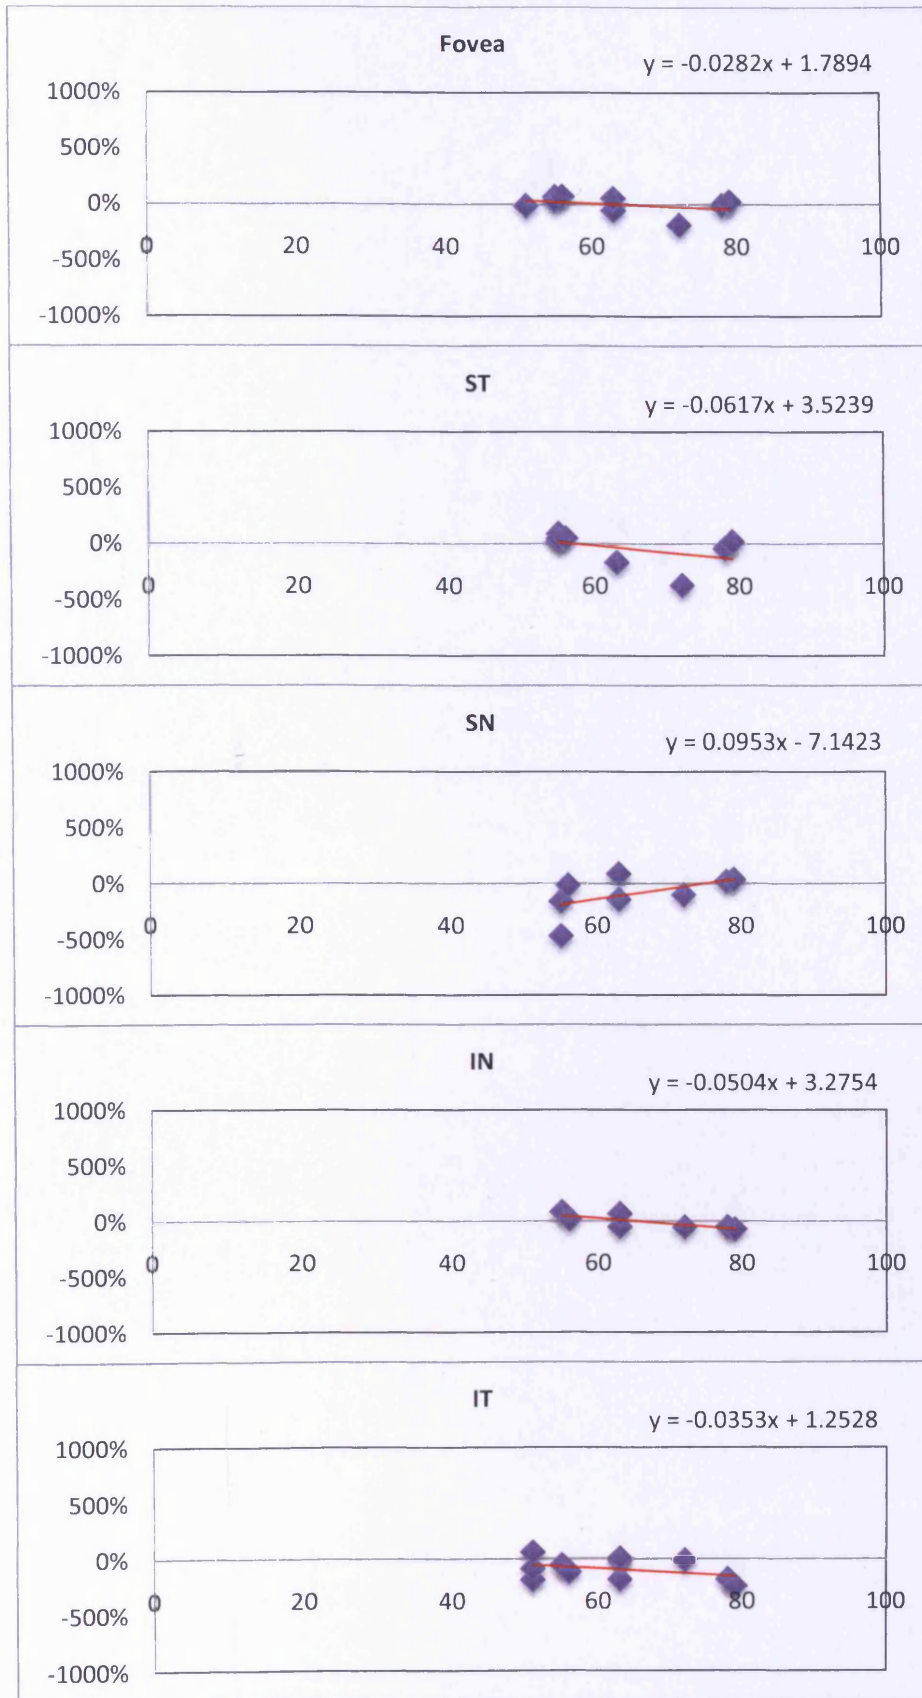 Fovea
y = -0.0282x + 1.7894
1000%
500%
0%
-500%
-1000%
0 20 40 60 80 100
ST
y = -0.0617x + 3.5239
1000%
500%
0%
-500%
-1000%
0 20 40 60 80 100
SN
y = 0.0953x - 7.1423
1000%
500%
0%
-500%
-1000%
0 20 40 60 80 100
IN
y = -0.0504x + 3.2754
1000%
500%
0%
-500%
-1000%
0 20 40 60 80 100
IT
y = -0.0353x + 1.2528
1000%
500%
0%
-500%
-1000%
0 20 40 60 80 100